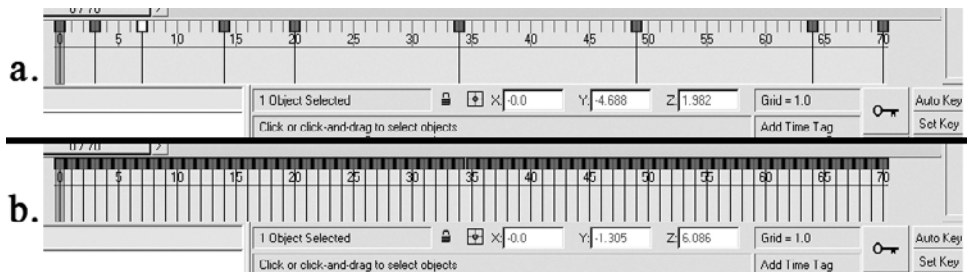 0 / 70 >
0 5 10 15 20 25 30 35 40 45 50 55 60 65 70
a.
1 Object Selected X: -0.0 Y: -4.688 Z: 1.982 Grid = 1.0 Auto Key
Click or click-and-drag to select objects Add Time Tag Set Key
0 / 70 >
0 5 10 15 20 25 30 35 40 45 50 55 60 65 70
b.
1 Object Selected X: -0.0 Y: -1.305 Z: 6.086 Grid = 1.0 Auto Key
Click or click-and-drag to select objects Add Time Tag Set Key